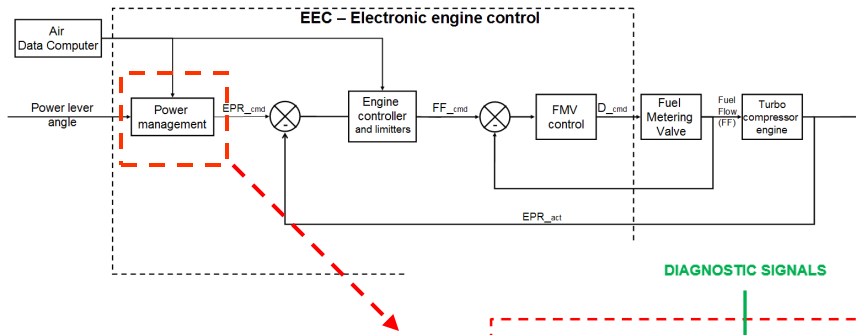 EEC – Electronic engine control
Air
Data Computer
Power lever
angle
Power
management
EPR_cmd
-
Engine
controller
and limitters
FF_cmd
-
FMV
control
D_cmd
Fuel
Metering
Valve
Fuel
Flow
(FF)
Turbo
compressor
engine
EPR_act
DIAGNOSTIC SIGNALS